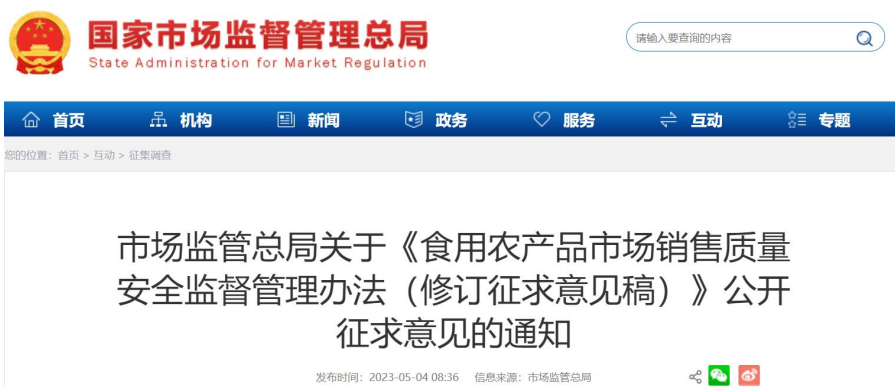 国家市场监督管理总局
State Administration for Market Regulation
请输入要查询的内容
首页 机构 新闻 政务 服务 互动 专题
您的位置：首页 > 互动 > 征集调查
市场监管总局关于《食用农产品市场销售质量
安全监督管理办法（修订征求意见稿）》公开
征求意见的通知
发布时间：2023-05-04 08:36 信息来源：市场监管总局